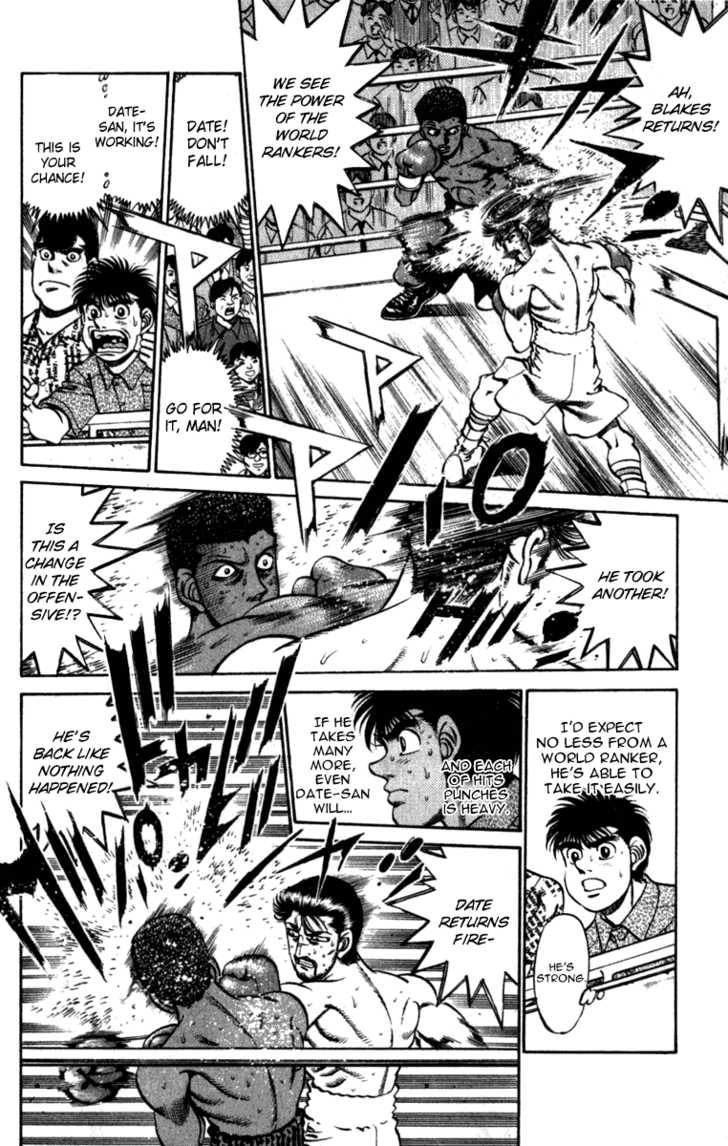 AH,
BLAKES
RETURNS!
WE SEE
THE POWER
OF THE
WORLD
RANKERS!
DATE!
DON'T
FALL!
GO FOR
IT, MAN!
DATE-
SAN, IT'S
WORKING!
THIS IS
YOUR
CHANCE!
HE TOOK
ANOTHER!
IS
THIS A
CHANGE
IN THE
OFFEN-
SIVE!?
I'D EXPECT
NO LESS FROM A
WORLD RANKER,
HE'S ABLE TO
TAKE IT EASILY.
HE'S
STRONG.
AND EACH
OF HITS
PUNCHES
IS HEAVY.
IF HE
TAKES
MANY
MORE,
EVEN
DATE-SAN
WILL...
HE'S
BACK LIKE
NOTHING
HAPPENED!
DATE
RETURNS
FIRE-